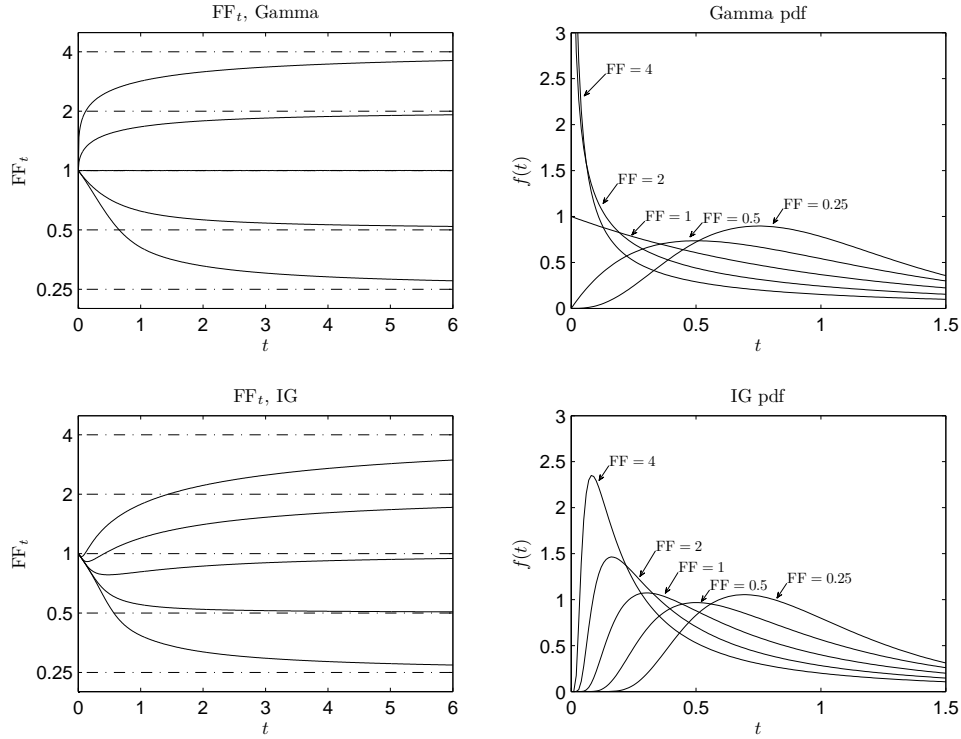 FF_t, Gamma
4
2
1
0.5
0.25
FF_t
0 1 2 3 4 5 6
t
Gamma pdf
3
2.5
2
1.5
1
0.5
0
f(t)
FF = 4
FF = 2
FF = 1
FF = 0.5
FF = 0.25
0 0.5 1 1.5
t
FF_t, IG
4
2
1
0.5
0.25
FF_t
0 1 2 3 4 5 6
t
IG pdf
3
2.5
2
1.5
1
0.5
0
f(t)
FF = 4
FF = 2
FF = 1
FF = 0.5
FF = 0.25
0 0.5 1 1.5
t